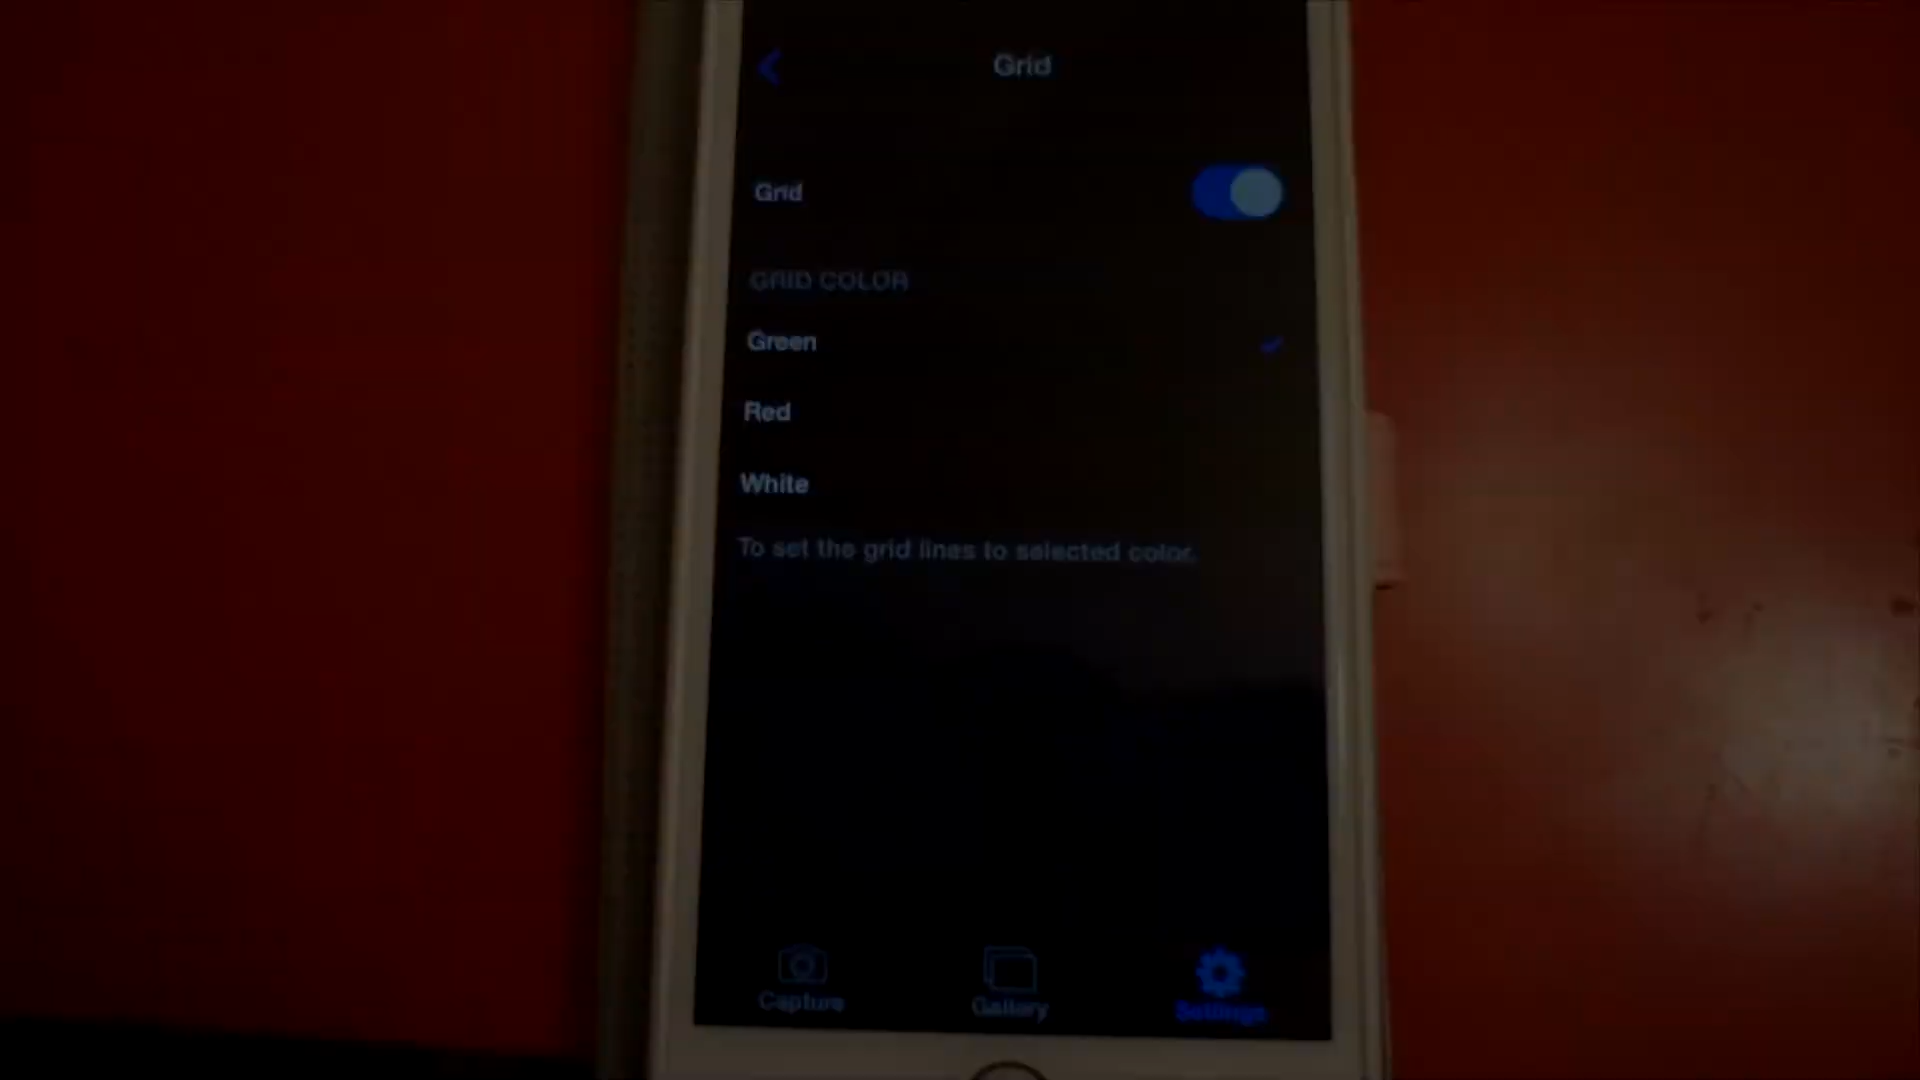 Grid
Grid
GRID COLOR
Green
Red
White
To set the grid lines to selected color.
Capture
Gallery
Settings